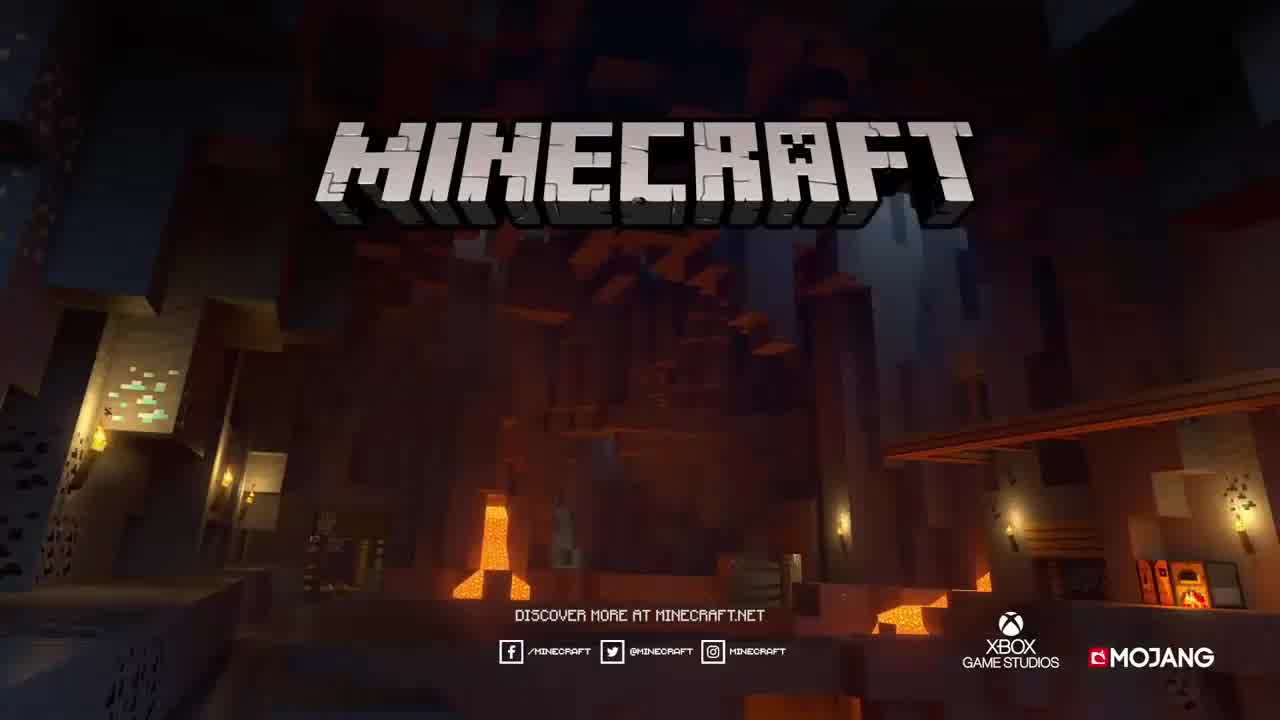 MINECRAFT
DISCOVER MORE AT MINECRAFT.NET
/MINECRAFT @MINECRAFT MINECRAFT
XBOX
GAME STUDIOS
MOJANG